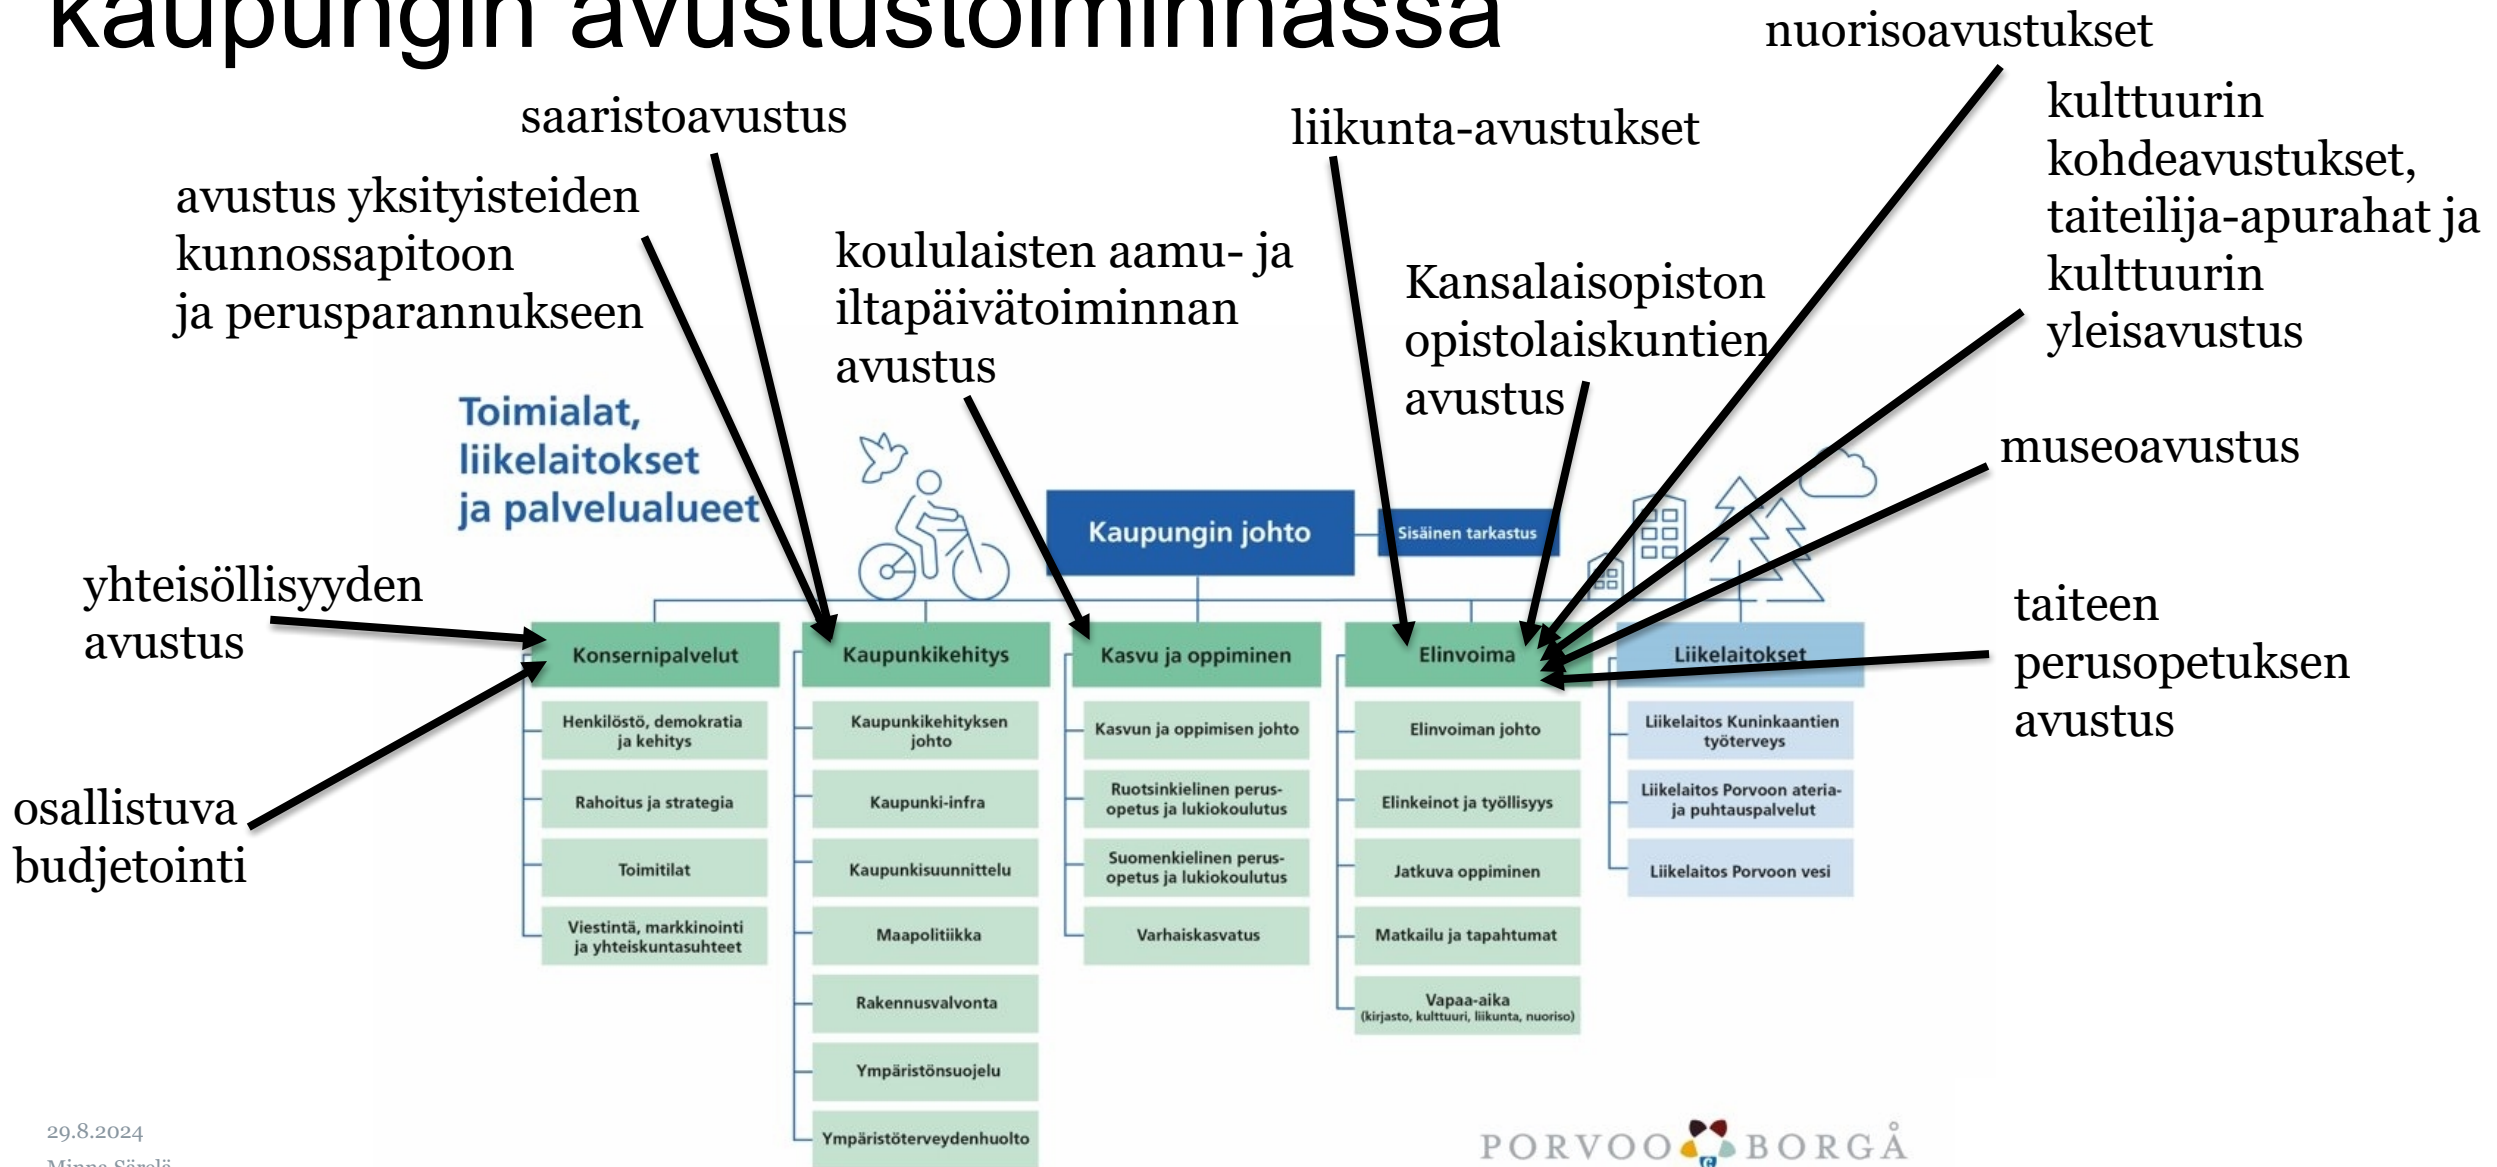 kaupungin avustustoiminnassa
nuorisoavustukset
saaristoavustus
liikunta-avustukset
kulttuurin
kohdeavustukset,
taiteilija-apurahat ja
kulttuurin
yleisavustus
avustus yksityisteiden
kunnossapitoon
ja perusparannukseen
koululaisten aamu- ja
iltapäivätoiminnan
avustus
Kansalaisopiston
opistolaiskuntien
avustus
museoavustus
Toimialat,
liikelaitokset
ja palvelualueet
Kaupungin johto
Sisäinen tarkastus
yhteisöllisyyden
avustus
taiteen
perusopetuksen
avustus
osallistuva
budjetointi
Konsernipalvelut
Henkilöstö, demokratia
ja kehitys
Rahoitus ja strategia
Toimitilat
Viestintä, markkinointi
ja yhteiskuntasuhteet
Kaupunkikehitys
Kaupunkikehityksen
johto
Kaupunki-infra
Kaupunkisuunnittelu
Maapolitiikka
Rakennusvalvonta
Ympäristönsuojelu
Ympäristöterveydenhuolto
Kasvu ja oppiminen
Kasvun ja oppimisen johto
Ruotsinkielinen perus-
opetus ja lukiokoulutus
Suomenkielinen perus-
opetus ja lukiokoulutus
Varhaiskasvatus
Elinvoima
Elinvoiman johto
Elinkeinot ja työllisyys
Jatkuva oppiminen
Matkailu ja tapahtumat
Vapaa-aika
(kirjasto, kulttuuri, liikunta, nuoriso)
Liikelaitokset
Liikelaitos Kuninkaantien
työterveys
Liikelaitos Porvoon ateria-
ja puhtauspalvelut
Liikelaitos Porvoon vesi
29.8.2024
Minna Särelä
PORVOO BORGÅ